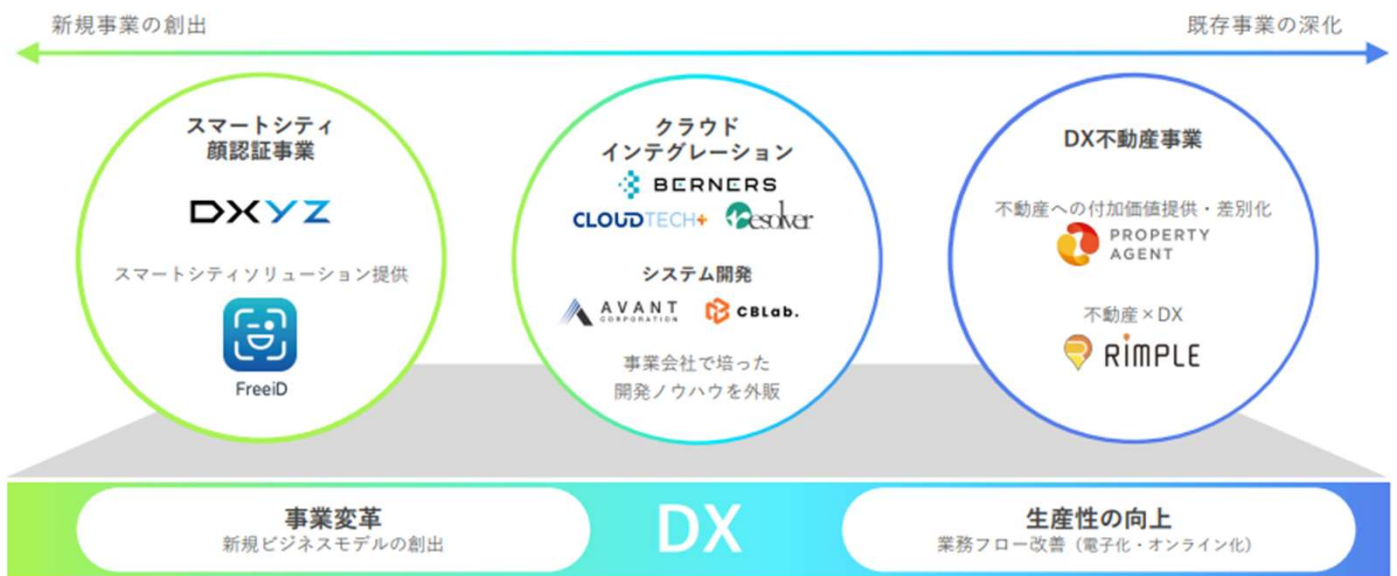 新規事業の創出
既存事業の深化
スマートシティ
顔認証事業
DXYZ
スマートシティソリューション提供
FreeiD
クラウド
インテグレーション
BERNERS
CLOUDTECH+
resolver
システム開発
AVANT
CORPORATION
CBLab.
事業会社で培った
開発ノウハウを外販
DX不動産事業
不動産への付加価値提供・差別化
PROPERTY
AGENT
不動産×DX
RIMPLE
事業変革
新規ビジネスモデルの創出
DX
生産性の向上
業務フロー改善（電子化・オンライン化）